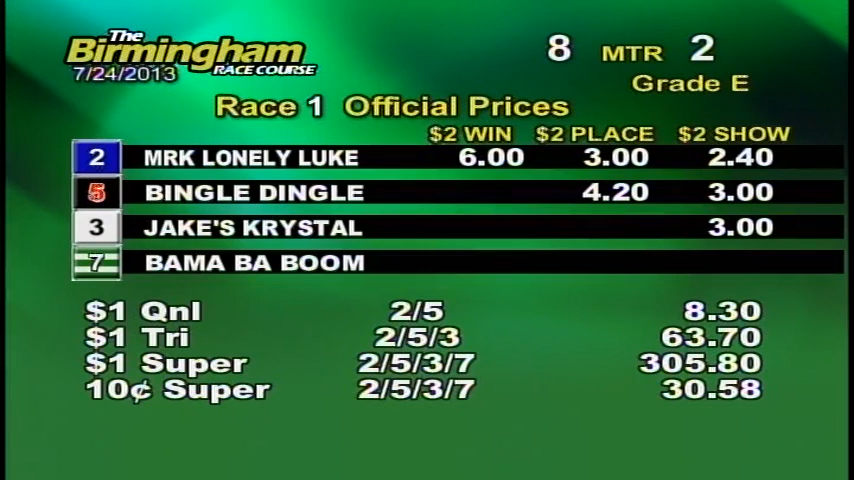 The
Birmingham
RACE COURSE
7/24/2013
8 MTR 2
Grade E
Race 1 Official Prices
$2 WIN $2 PLACE $2 SHOW
2 MRK LONELY LUKE 6.00 3.00 2.40
5 BINGLE DINGLE 4.20 3.00
3 JAKE'S KRYSTAL 3.00
7 BAMA BA BOOM
$1 Qnl 2/5 8.30
$1 Tri 2/5/3 63.70
$1 Super 2/5/3/7 305.80
10¢ Super 2/5/3/7 30.58